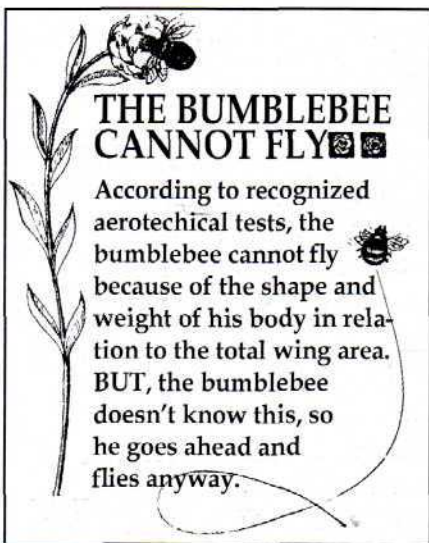 THE BUMBLEBEE
CANNOT FLY
According to recognized
aerotechical tests, the
bumblebee cannot fly
because of the shape and
weight of his body in rela-
tion to the total wing area.
BUT, the bumblebee
doesn't know this, so
he goes ahead and
flies anyway.